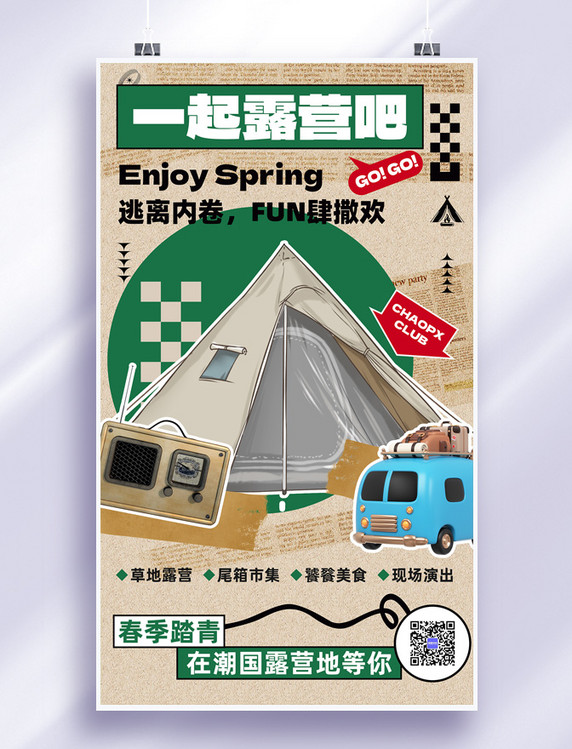 一起露营吧
GO! GO!
Enjoy Spring
逃离内卷，FUN肆撒欢
new party
CHAOPX
CLUB
◆草地露营 ◆尾箱市集 ◆饕餮美食 ◆现场演出
春季踏青
在潮国露营地等你